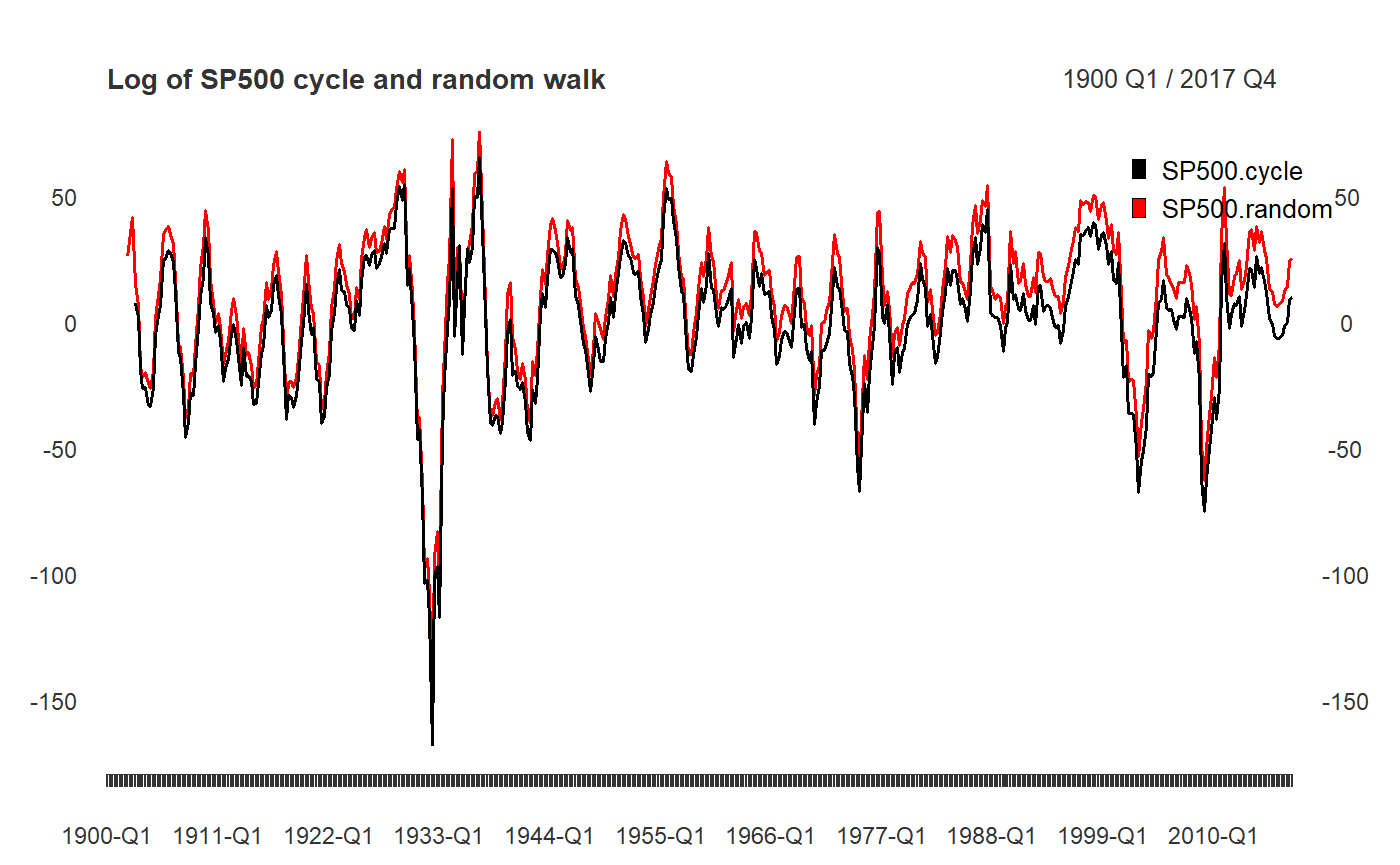 Log of SP500 cycle and random walk 1900 Q1 / 2017 Q4
SP500.cycle
50 50
SP500.random
0 0
-50 -50
-100 -100
-150 -150
1900-Q1 1911-Q1 1922-Q1 1933-Q1 1944-Q1 1955-Q1 1966-Q1 1977-Q1 1988-Q1 1999-Q1 2010-Q1